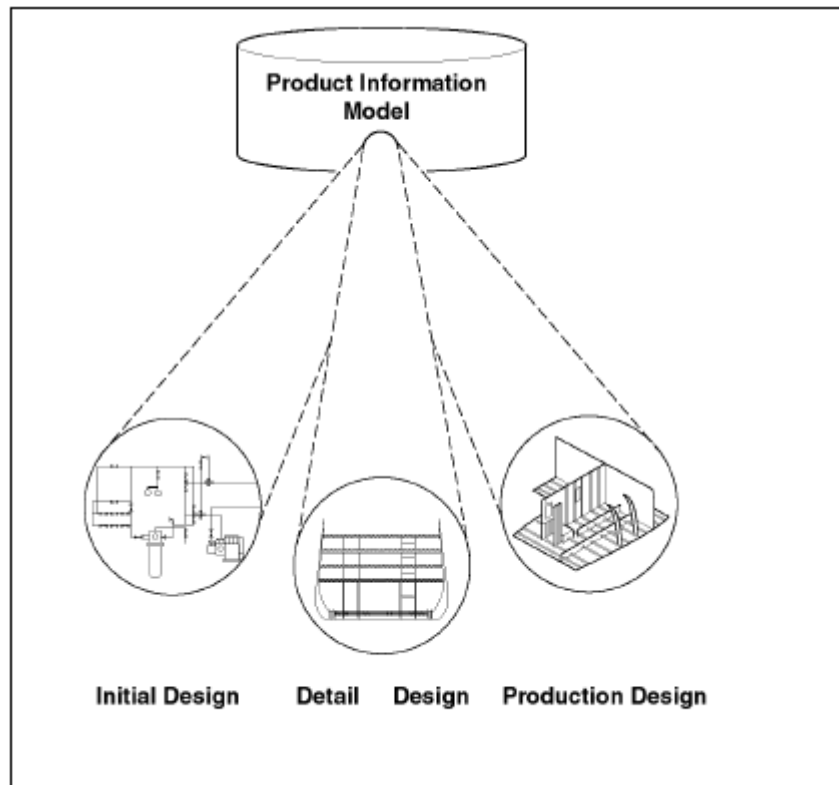 Product Information
Model
Initial Design
Detail Design
Production Design